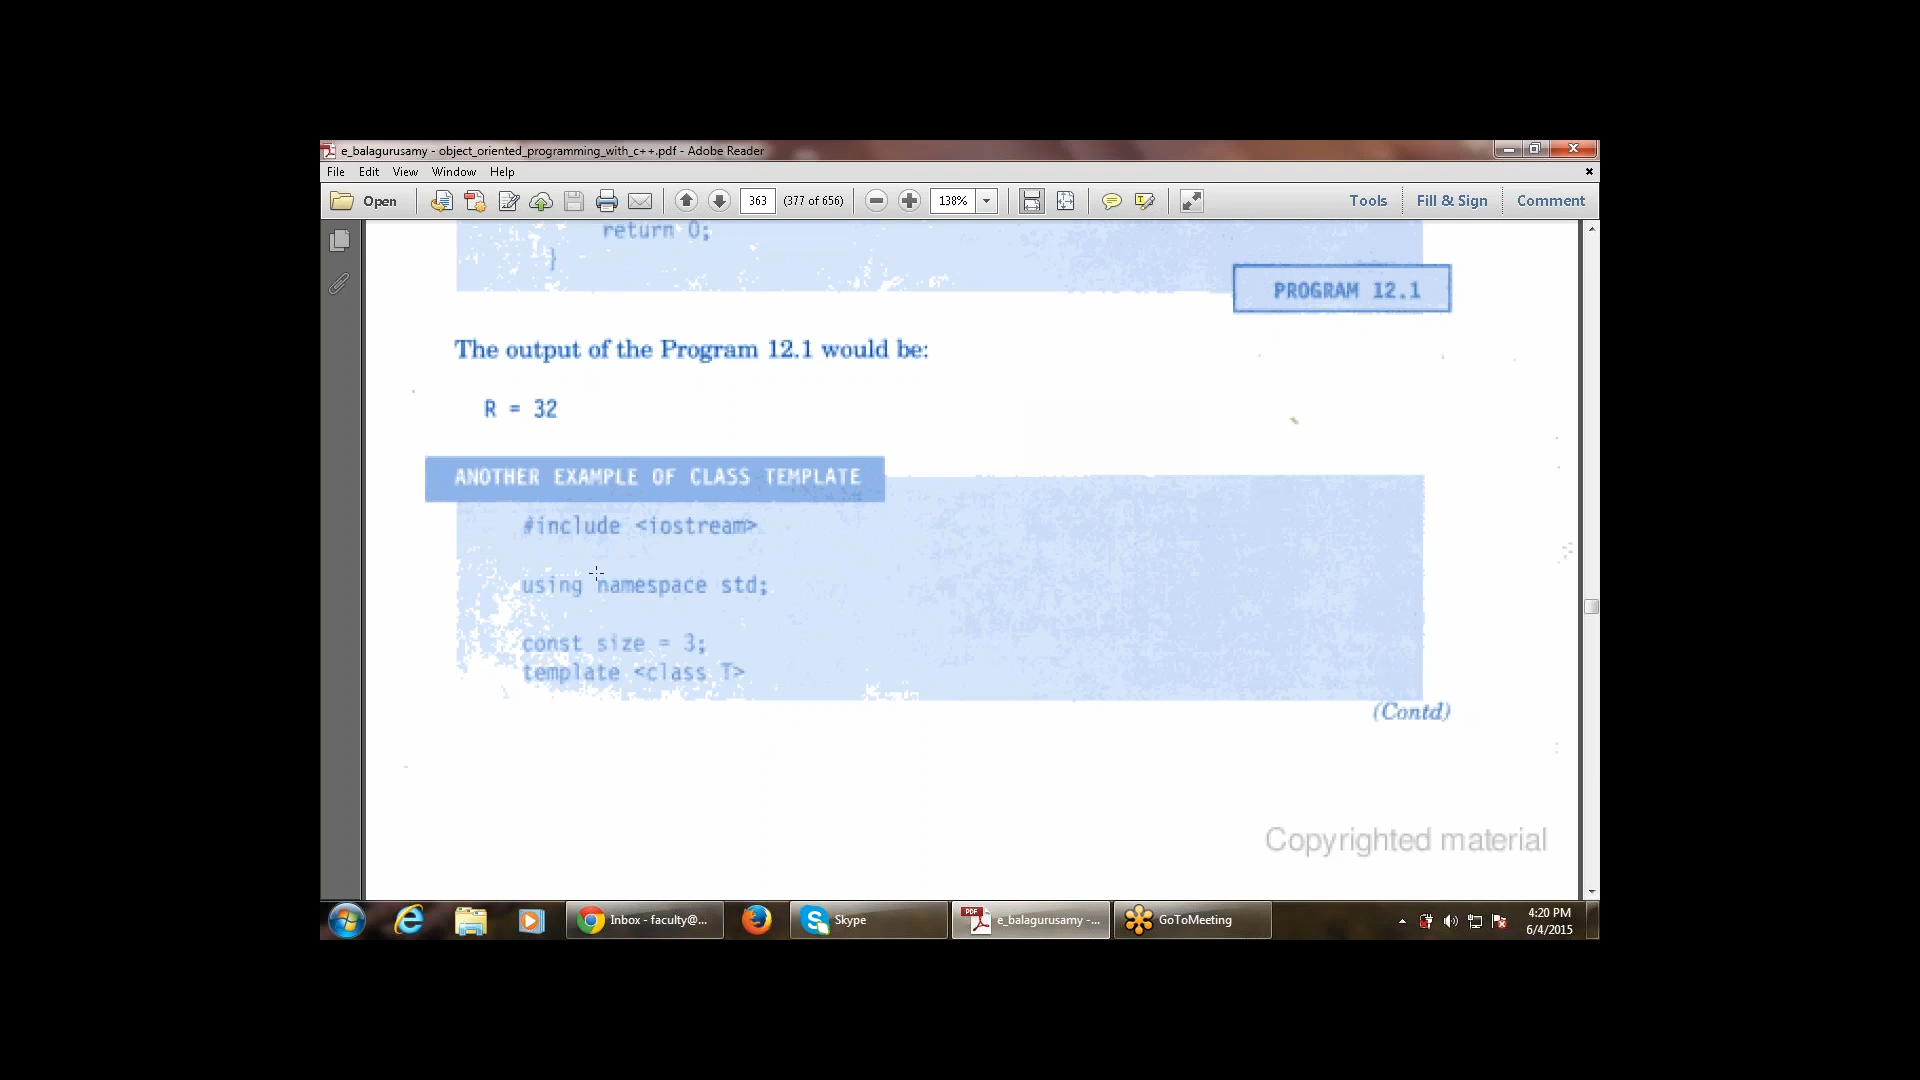 e_balagurusamy - object_oriented_programming_with_c++.pdf - Adobe Reader
File Edit View Window Help
Open 363 (377 of 656) 138% Tools Fill & Sign Comment
return 0;
}
PROGRAM 12.1
The output of the Program 12.1 would be:
R = 32
ANOTHER EXAMPLE OF CLASS TEMPLATE
#include <iostream>
using namespace std;
const size = 3;
template <class T>
(Contd)
Copyrighted material
Inbox - faculty@... Skype e_balagurusamy -... GoToMeeting 4:20 PM
6/4/2015